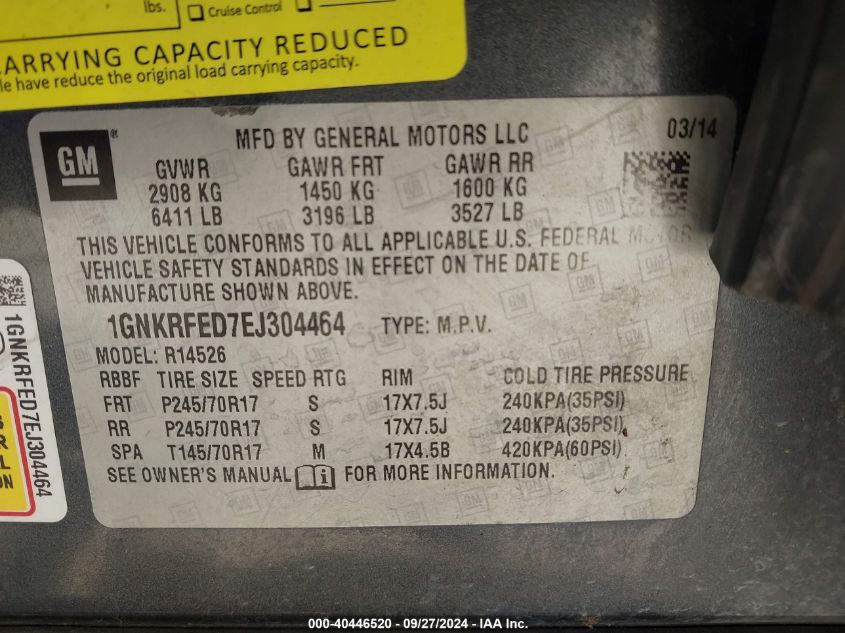 lbs.
Cruise Control
CARRYING CAPACITY REDUCED
have reduce the original load carrying capacity.
GM®
MFD BY GENERAL MOTORS LLC 03/14
GVWR GAWR FRT GAWR RR
2908 KG 1450 KG 1600 KG
6411 LB 3196 LB 3527 LB
THIS VEHICLE CONFORMS TO ALL APPLICABLE U.S. FEDERAL MOTOR
VEHICLE SAFETY STANDARDS IN EFFECT ON THE DATE OF
MANUFACTURE SHOWN ABOVE.
1GNKRFED7EJ304464 TYPE: M.P.V.
MODEL: R14526
RBBF TIRE SIZE SPEED RTG RIM COLD TIRE PRESSURE
FRT P245/70R17 S 17X7.5J 240KPA(35PSI)
RR P245/70R17 S 17X7.5J 240KPA(35PSI)
SPA T145/70R17 M 17X4.5B 420KPA(60PSI)
SEE OWNER'S MANUAL FOR MORE INFORMATION.
1GNKRFED7EJ304464
000-40446520 - 09/27/2024 - IAA Inc.